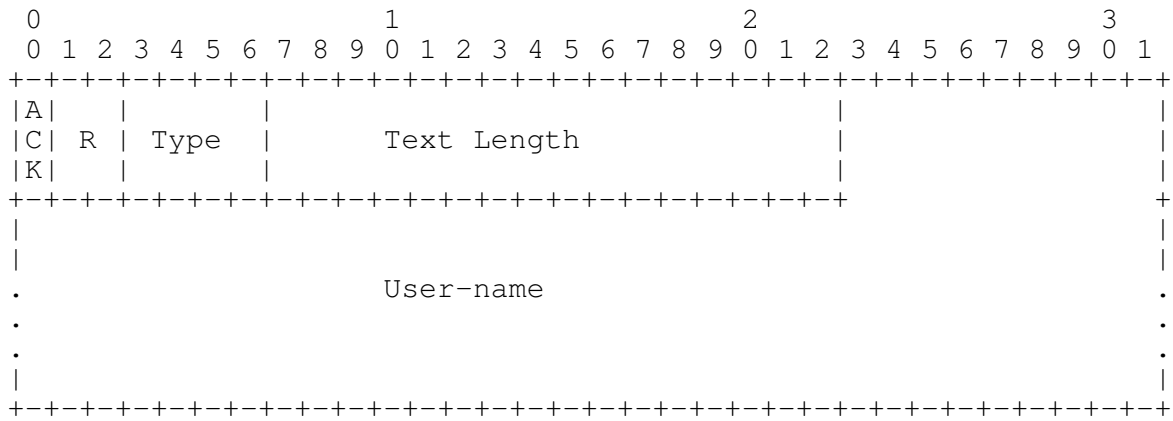 0                   1                   2                   3
 0 1 2 3 4 5 6 7 8 9 0 1 2 3 4 5 6 7 8 9 0 1 2 3 4 5 6 7 8 9 0 1
+-+-+-+-+-+-+-+-+-+-+-+-+-+-+-+-+-+-+-+-+-+-+-+-+-+-+-+-+-+-+-+-+
|A|   |       |                               |                 |
|C| R | Type  |      Text Length              |                 |
|K|   |       |                               |                 |
+-+-+-+-+-+-+-+-+-+-+-+-+-+-+-+-+-+-+-+-+-+-+-+                 +
|                                                               |
|                                                               |
.                    User-name                                  .
.                                                               .
.                                                               .
|                                                               |
+-+-+-+-+-+-+-+-+-+-+-+-+-+-+-+-+-+-+-+-+-+-+-+-+-+-+-+-+-+-+-+-+